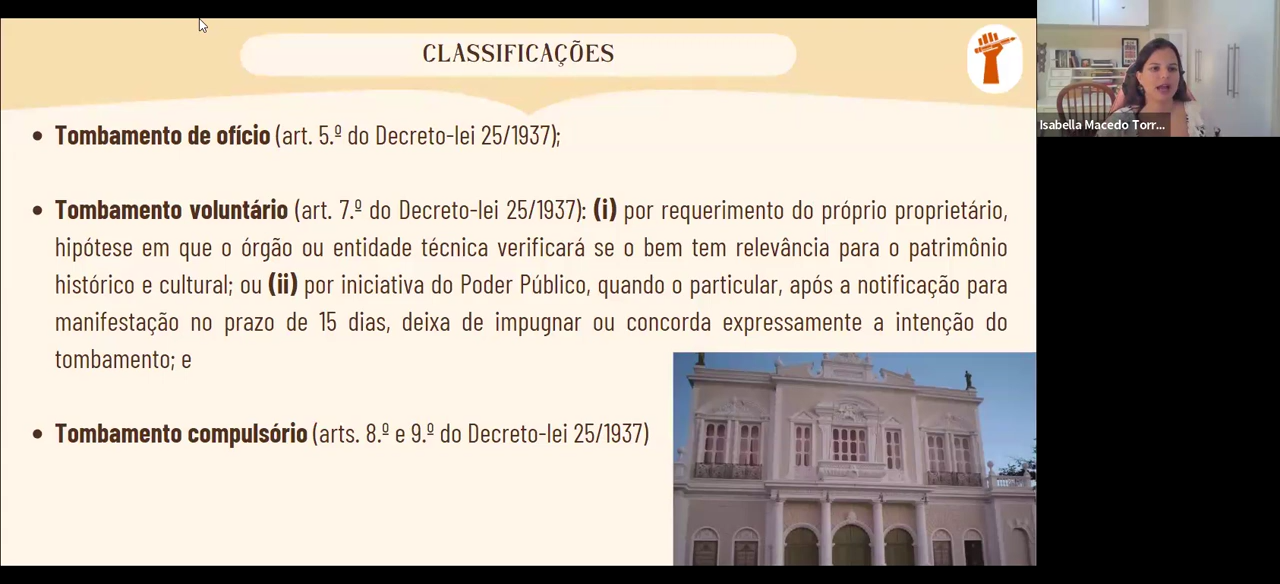 CLASSIFICAÇÕES
Isabella Macedo Torr...
• Tombamento de ofício (art. 5.º do Decreto-lei 25/1937);
• Tombamento voluntário (art. 7.º do Decreto-lei 25/1937): (i) por requerimento do próprio proprietário,
hipótese em que o órgão ou entidade técnica verificará se o bem tem relevância para o patrimônio
histórico e cultural; ou (ii) por iniciativa do Poder Público, quando o particular, após a notificação para
manifestação no prazo de 15 dias, deixa de impugnar ou concorda expressamente a intenção do
tombamento; e
• Tombamento compulsório (arts. 8.º e 9.º do Decreto-lei 25/1937)